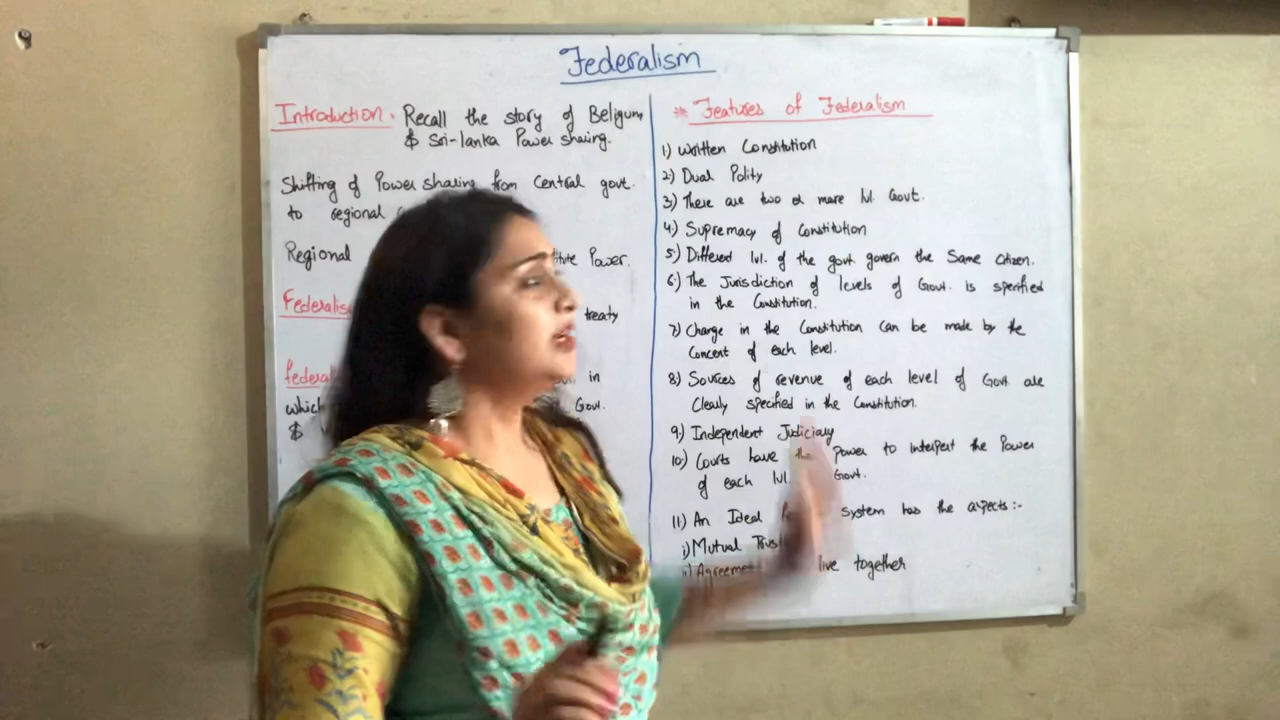 Federalism
Introduction. Recall the story of Beligum
& Sri-lanka Power sharing.
Shifting of Power sharing from Central govt.
to regional
Regional Power.
treaty
in
which Govt.
&
* Features of Federalism
1) Written Constitution
2) Dual Polity
3) There are two or more lvl. Govt.
4) Supremacy of Constitution
5) Different lvl. of the govt. govern the Same citizen.
6) The Jurisdiction of levels of Govt. is specified
in the Constitution.
7) Change in the Constitution can be made by the
Concent of each level.
8) Sources of revenue of each level of Govt. are
Clearly specified in the Constitution.
9) Independent Judiciary
10) Courts have the power to interpert the Power
of each lvl. Govt.
11) An Ideal system has the aspects:-
i) Mutual Trust
ii) live together